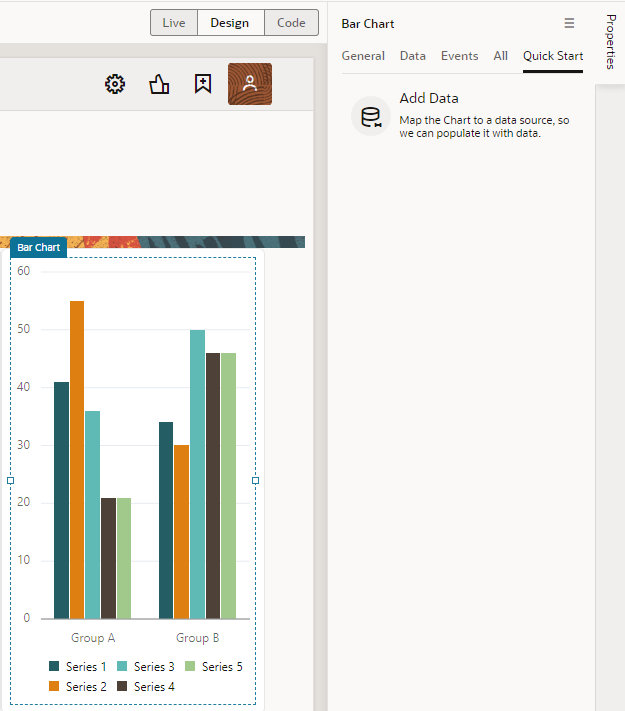 Live Design Code
Bar Chart
Properties
General Data Events All Quick Start
Add Data
Map the Chart to a data source, so
we can populate it with data.
Bar Chart
60
50
40
30
20
10
0
Group A Group B
Series 1 Series 3 Series 5
Series 2 Series 4